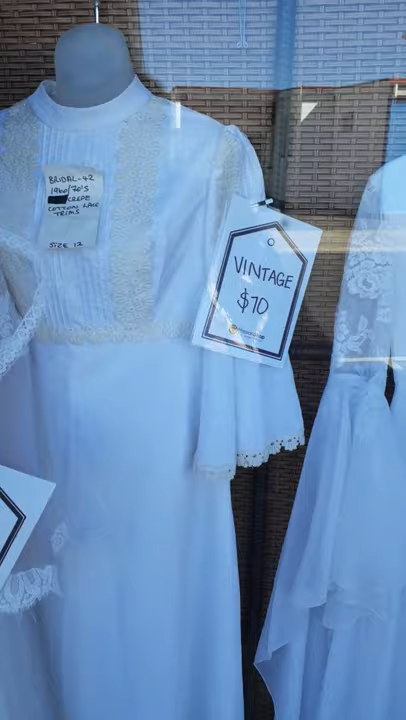 BRIDAL-42
1960/70'S
CREPE
COTTON LACE
TRIMS
SIZE 12
VINTAGE
$70